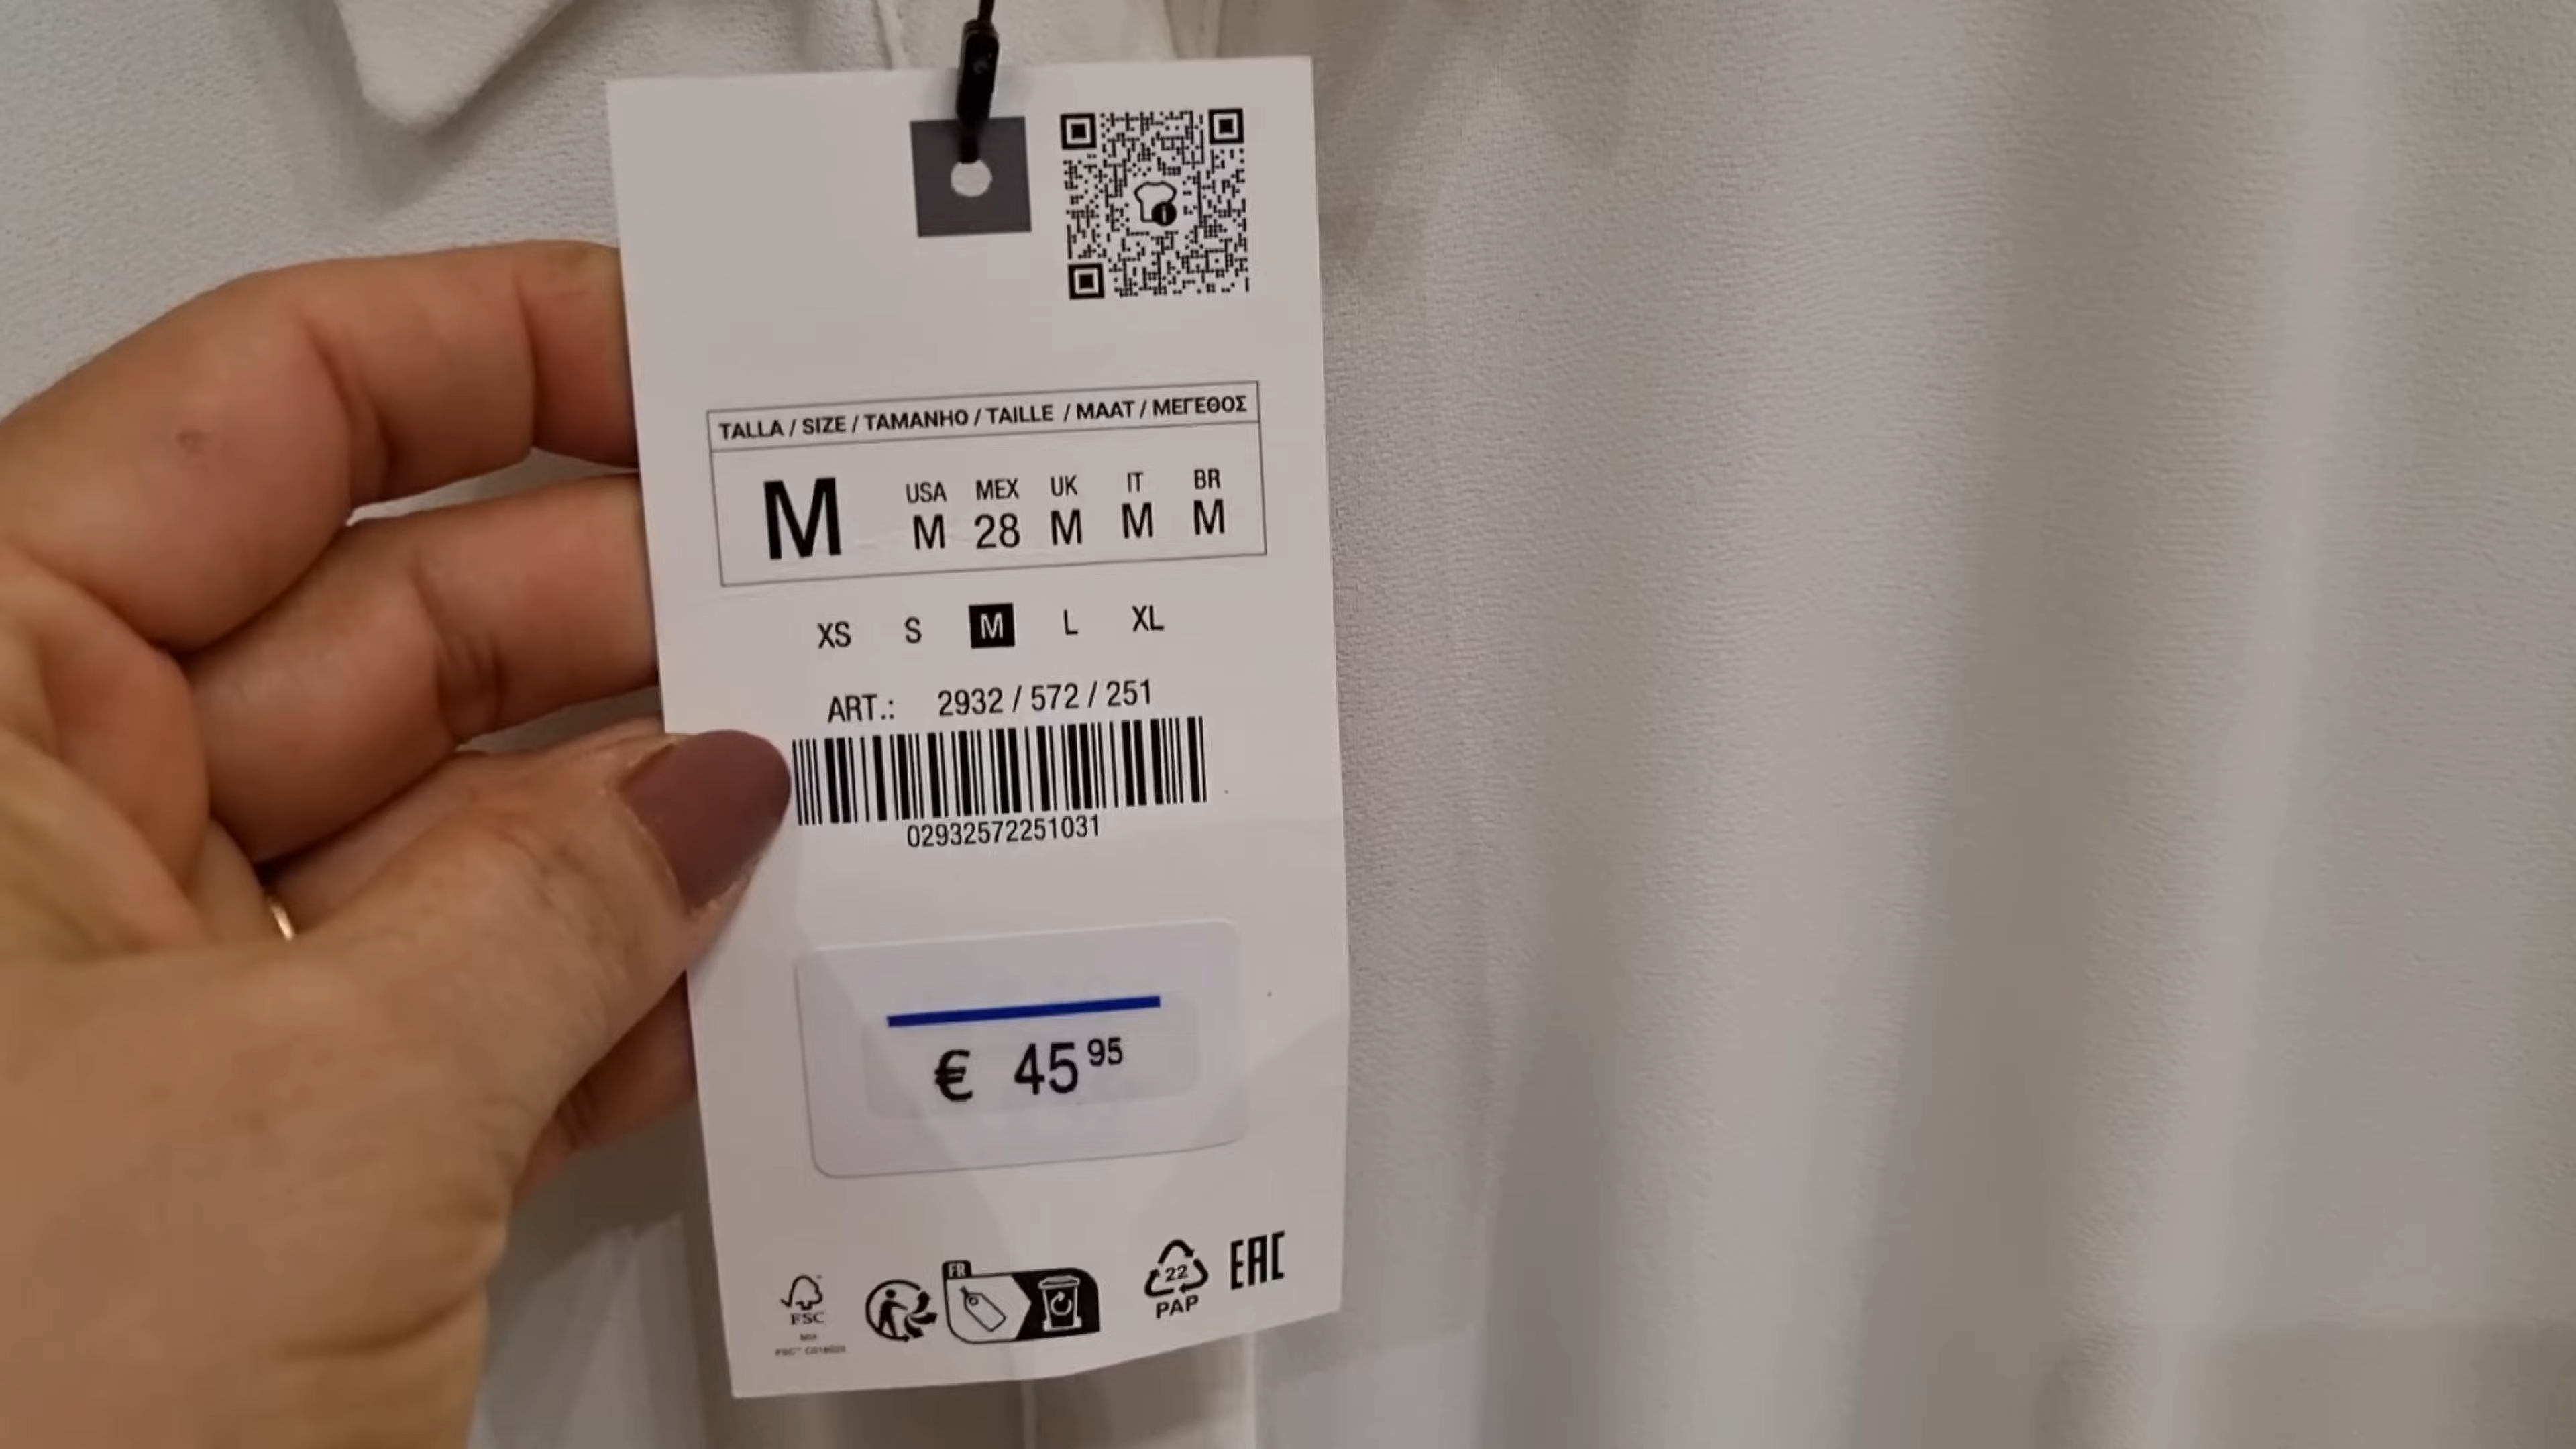 TALLA / SIZE / TAMANHO / TAILLE / MAAT / ΜΕΓΕΘΟΣ
M
USA MEX UK IT BR
M 28 M M M
XS S M L XL
ART.: 2932 / 572 / 251
02932572251031
€ 45 95
FR
22
PAP
EAC
FSC